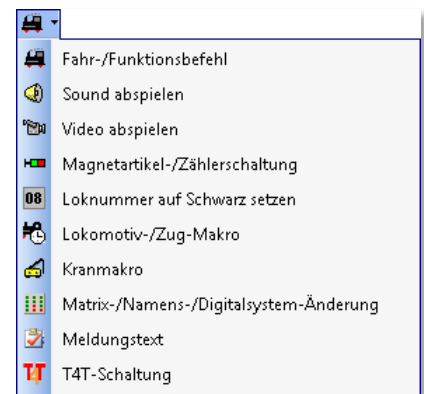 Fahr-/Funktionsbefehl
Sound abspielen
Video abspielen
Magnetartikel-/Zählerschaltung
08 Loknummer auf Schwarz setzen
Lokomotiv-/Zug-Makro
Kranmakro
Matrix-/Namens-/Digitalsystem-Änderung
Meldungstext
T4T T4T-Schaltung